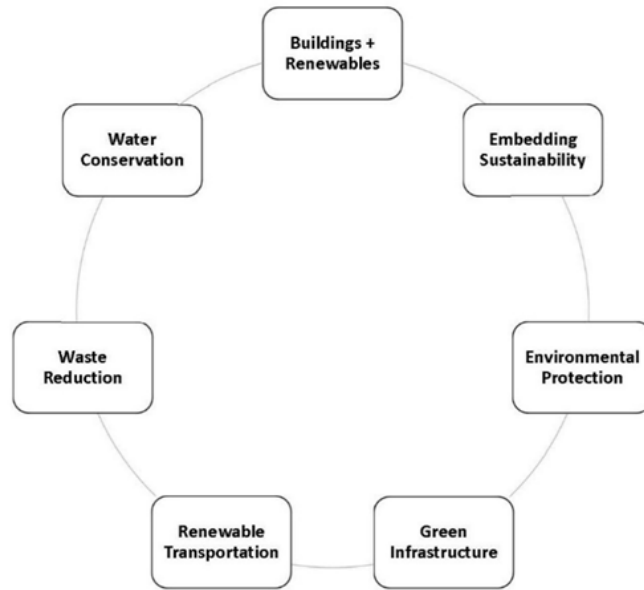 Buildings +
Renewables
Embedding
Sustainability
Environmental
Protection
Green
Infrastructure
Renewable
Transportation
Waste
Reduction
Water
Conservation